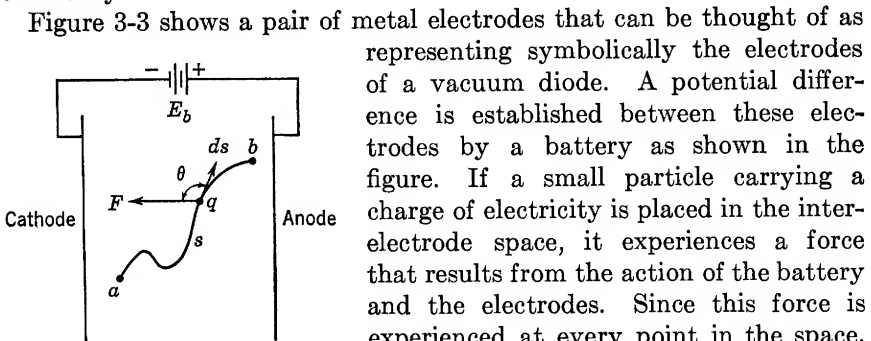 Figure 3-3 shows a pair of metal electrodes that can be thought of as
representing symbolically the electrodes
of a vacuum diode. A potential differ-
ence is established between these elec-
trodes by a battery as shown in the
figure. If a small particle carrying a
charge of electricity is placed in the inter-
electrode space, it experiences a force
that results from the action of the battery
and the electrodes. Since this force is
experienced at every point in the space,
− +
E_b
ds b
θ
F q
Cathode Anode
s
a